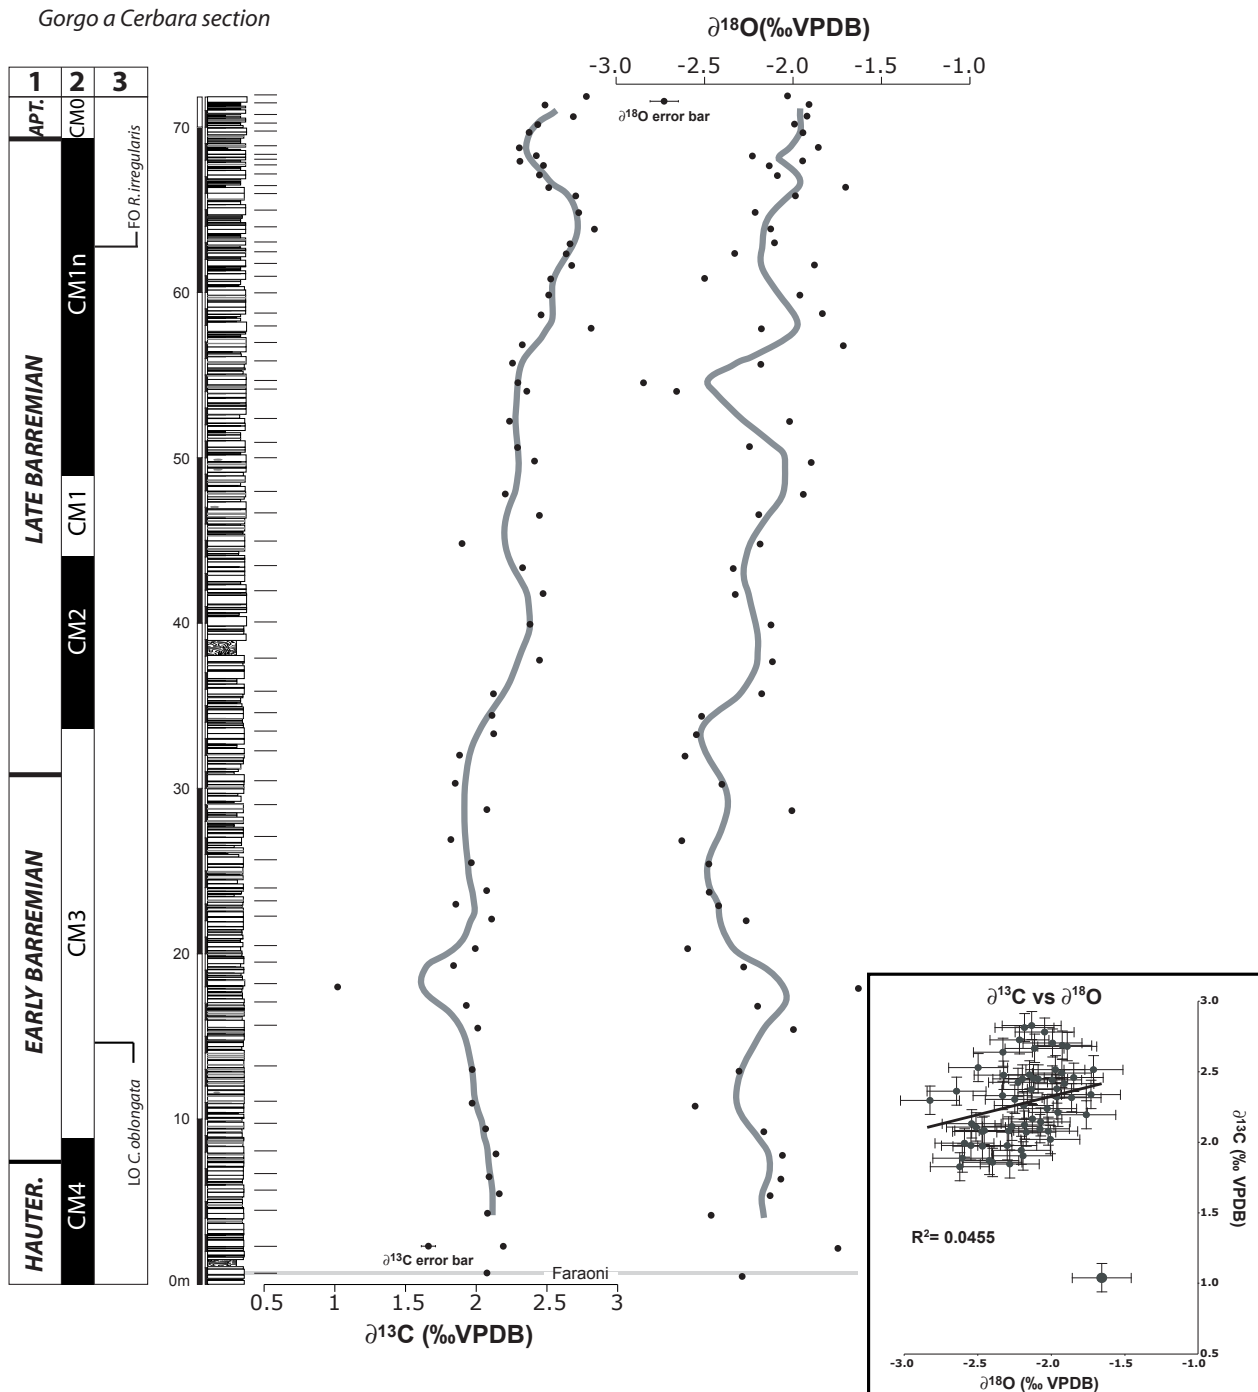 Gorgo a Cerbara section
∂18O(‰VPDB)
-3.0 -2.5 -2.0 -1.5 -1.0
1 2 3
APT.
CM0
∂18O error bar
70
FO R.irregularis
CM1n
60
LATE BARREMIAN
50
CM1
CM2
40
30
EARLY BARREMIAN
CM3
20
LO C. oblongata
10
HAUTER.
CM4
∂13C error bar
Faraoni
0m
0.5 1 1.5 2 2.5 3
∂13C (‰VPDB)
∂13C vs ∂18O
3.0
2.5
2.0
1.5
1.0
0.5
∂13C (‰ VPDB)
R2= 0.0455
-3.0 -2.5 -2.0 -1.5 -1.0
∂18O (‰ VPDB)